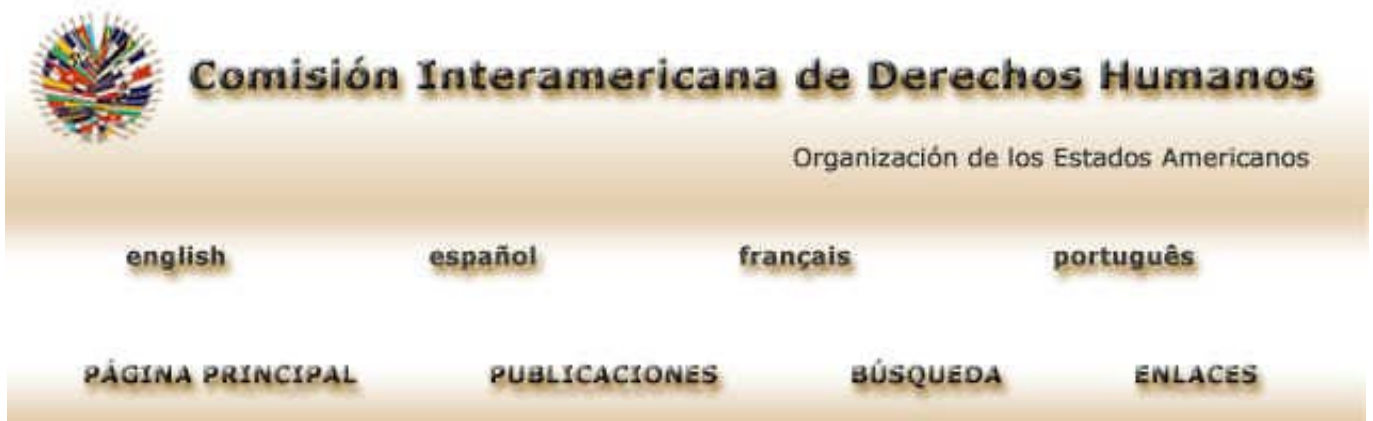 Comisión Interamericana de Derechos Humanos
Organización de los Estados Americanos
english español français português
PÁGINA PRINCIPAL PUBLICACIONES BÚSQUEDA ENLACES